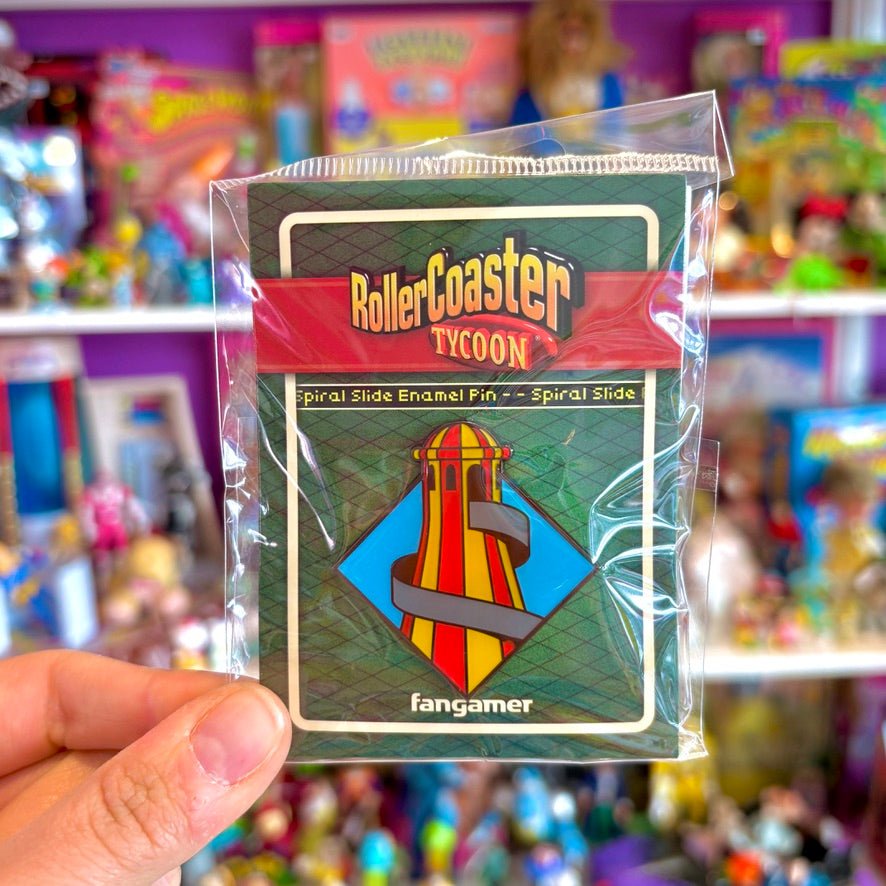 RollerCoaster
TYCOON
Spiral Slide Enamel Pin - - Spiral Slide
fangamer